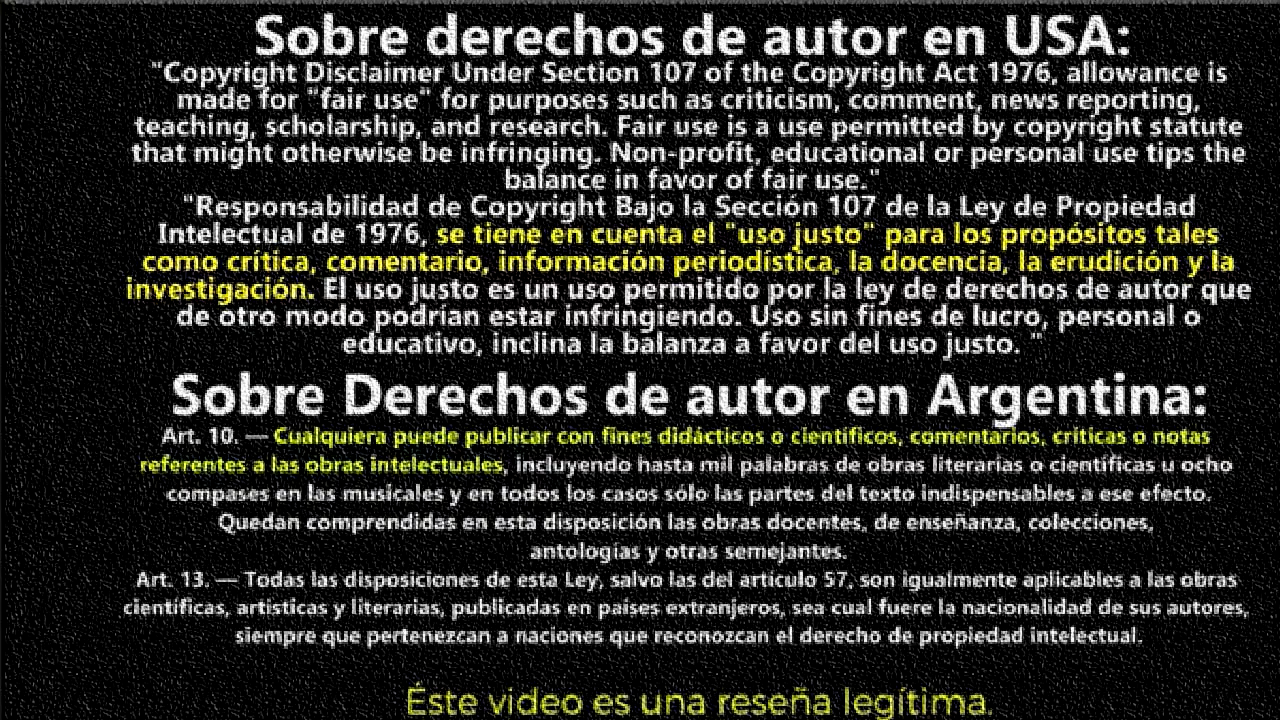 Sobre derechos de autor en USA:
"Copyright Disclaimer Under Section 107 of the Copyright Act 1976, allowance is
made for "fair use" for purposes such as criticism, comment, news reporting,
teaching, scholarship, and research. Fair use is a use permitted by copyright statute
that might otherwise be infringing. Non-profit, educational or personal use tips the
balance in favor of fair use."
"Responsabilidad de Copyright Bajo la Sección 107 de la Ley de Propiedad
Intelectual de 1976, se tiene en cuenta el "uso justo" para los propósitos tales
como crítica, comentario, información periodística, la docencia, la erudición y la
investigación. El uso justo es un uso permitido por la ley de derechos de autor que
de otro modo podrían estar infringiendo. Uso sin fines de lucro, personal o
educativo, inclina la balanza a favor del uso justo. "
Sobre Derechos de autor en Argentina:
Art. 10. — Cualquiera puede publicar con fines didácticos o científicos, comentarios, críticas o notas
referentes a las obras intelectuales, incluyendo hasta mil palabras de obras literarias o científicas u ocho
compases en las musicales y en todos los casos sólo las partes del texto indispensables a ese efecto.
Quedan comprendidas en esta disposición las obras docentes, de enseñanza, colecciones,
antologías y otras semejantes.
Art. 13. — Todas las disposiciones de esta Ley, salvo las del artículo 57, son igualmente aplicables a las obras
científicas, artísticas y literarias, publicadas en países extranjeros, sea cual fuere la nacionalidad de sus autores,
siempre que pertenezcan a naciones que reconozcan el derecho de propiedad intelectual.
Éste video es una reseña legítima.